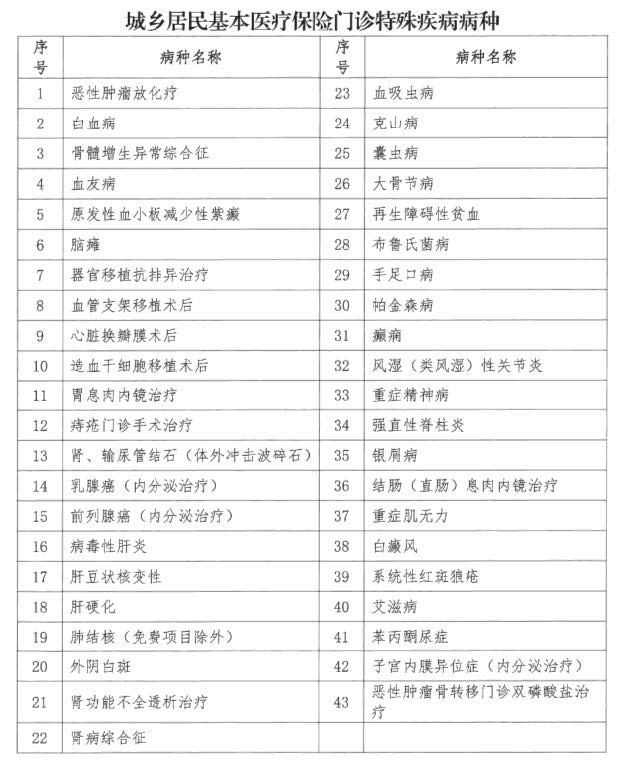 城乡居民基本医疗保险门诊特殊疾病病种
序号 病种名称 序号 病种名称
1 恶性肿瘤放化疗 23 血吸虫病
2 白血病 24 克山病
3 骨髓增生异常综合征 25 囊虫病
4 血友病 26 大骨节病
5 原发性血小板减少性紫癜 27 再生障碍性贫血
6 脑瘫 28 布鲁氏菌病
7 器官移植抗排异治疗 29 手足口病
8 血管支架移植术后 30 帕金森病
9 心脏换瓣膜术后 31 癫痫
10 造血干细胞移植术后 32 风湿（类风湿）性关节炎
11 胃息肉内镜治疗 33 重症精神病
12 痔疮门诊手术治疗 34 强直性脊柱炎
13 肾、输尿管结石（体外冲击波碎石） 35 银屑病
14 乳腺癌（内分泌治疗） 36 结肠（直肠）息肉内镜治疗
15 前列腺癌（内分泌治疗） 37 重症肌无力
16 病毒性肝炎 38 白癜风
17 肝豆状核变性 39 系统性红斑狼疮
18 肝硬化 40 艾滋病
19 肺结核（免费项目除外） 41 苯丙酮尿症
20 外阴白斑 42 子宫内膜异位症（内分泌治疗）
21 肾功能不全透析治疗 43 恶性肿瘤骨转移门诊双磷酸盐治疗
22 肾病综合征